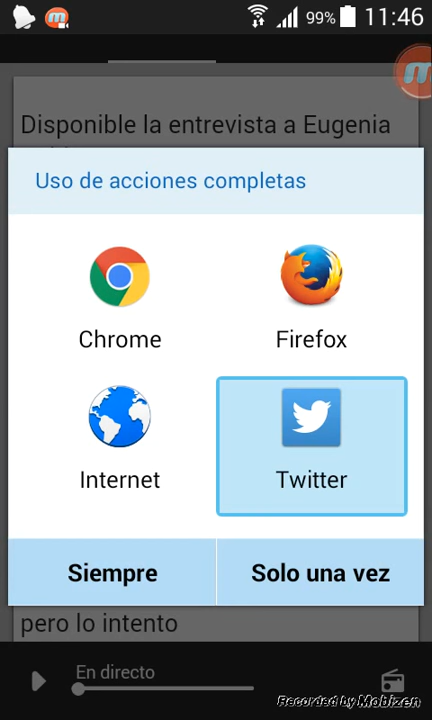 99% 11:46
Disponible la entrevista a Eugenia
Uso de acciones completas
Chrome
Firefox
Internet
Twitter
Siempre
Solo una vez
pero lo intento
En directo
Recorded by Mobizen